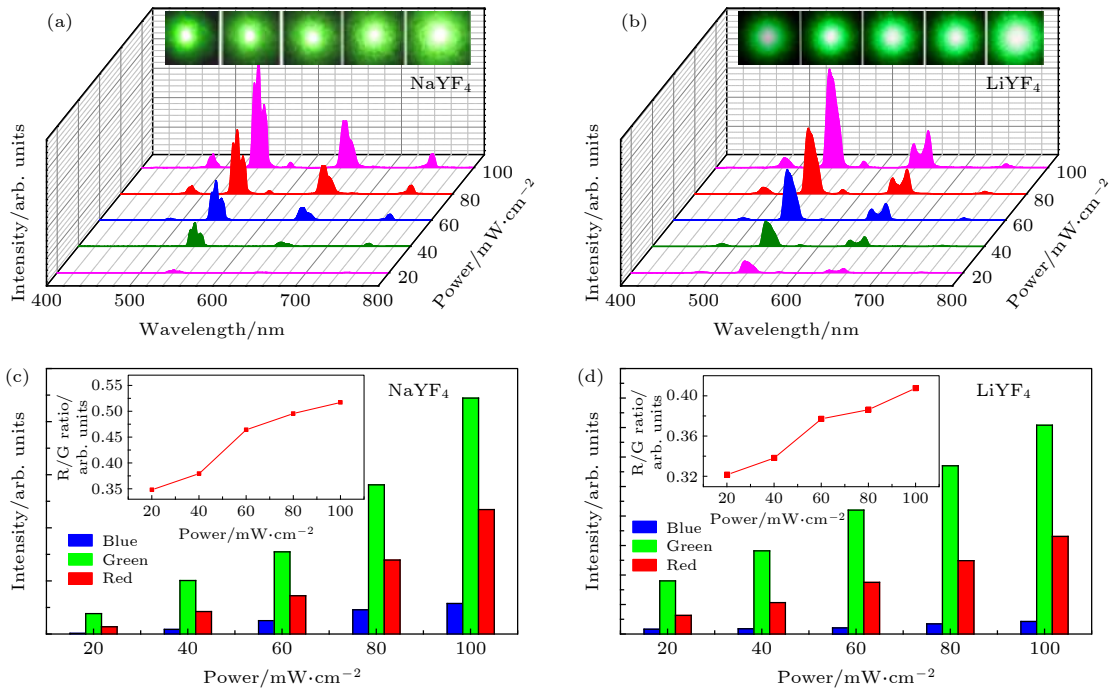 (a)
NaYF₄
Intensity/arb. units
100
80
60
40
20
Power/mW·cm⁻²
400 500 600 700 800
Wavelength/nm
(b)
LiYF₄
Intensity/arb. units
100
80
60
40
20
Power/mW·cm⁻²
400 500 600 700 800
Wavelength/nm
(c)
NaYF₄
Intensity/arb. units
R/G ratio/
arb. units
0.55
0.50
0.45
0.40
0.35
20 40 60 80 100
Power/mW·cm⁻²
Blue
Green
Red
20 40 60 80 100
Power/mW·cm⁻²
(d)
LiYF₄
Intensity/arb. units
R/G ratio/
arb. units
0.40
0.36
0.32
20 40 60 80 100
Power/mW·cm⁻²
Blue
Green
Red
20 40 60 80 100
Power/mW·cm⁻²